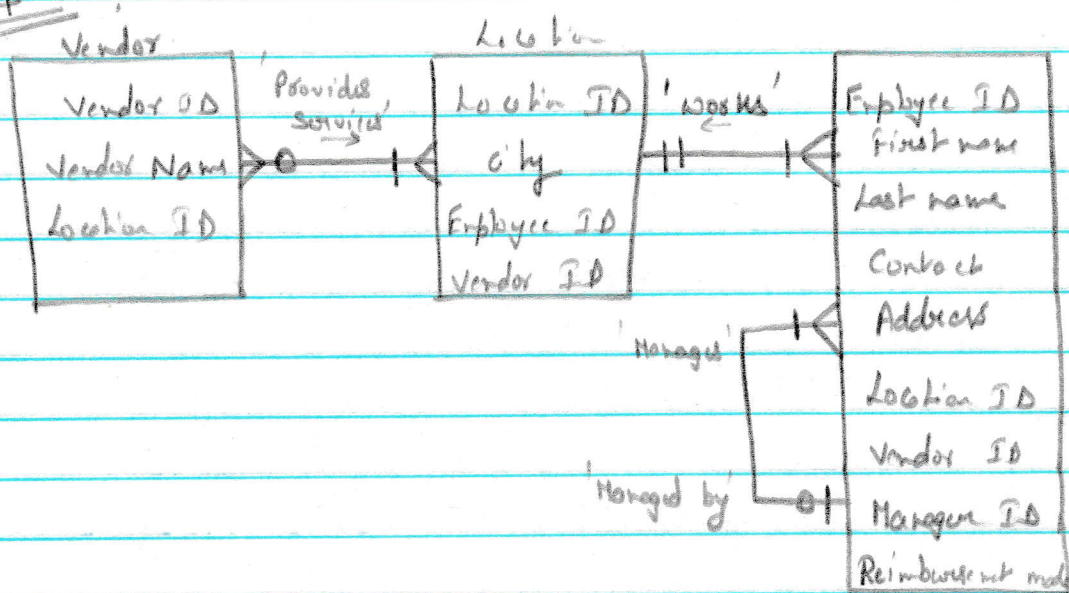 Vendor
Vendor ID
Vendor Name
Location ID
'Provides
services'
Location
Location ID
City
Employee ID
Vendor ID
'works'
Employee ID
First name
Last name
Contact
Address
Location ID
Vendor ID
Manager ID
Reimbursement
'Manages'
'Managed by'